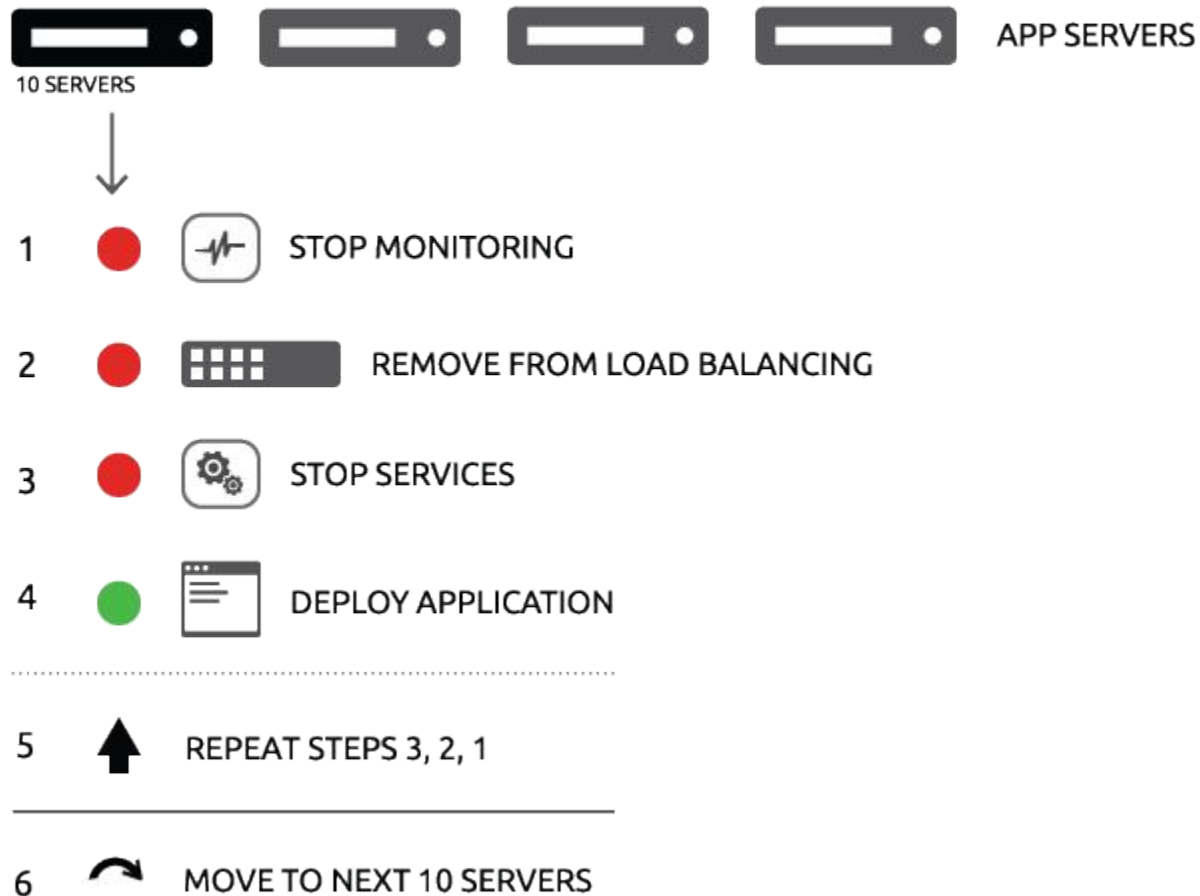 APP SERVERS
10 SERVERS
1 STOP MONITORING
2 REMOVE FROM LOAD BALANCING
3 STOP SERVICES
4 DEPLOY APPLICATION
5 REPEAT STEPS 3, 2, 1
6 MOVE TO NEXT 10 SERVERS